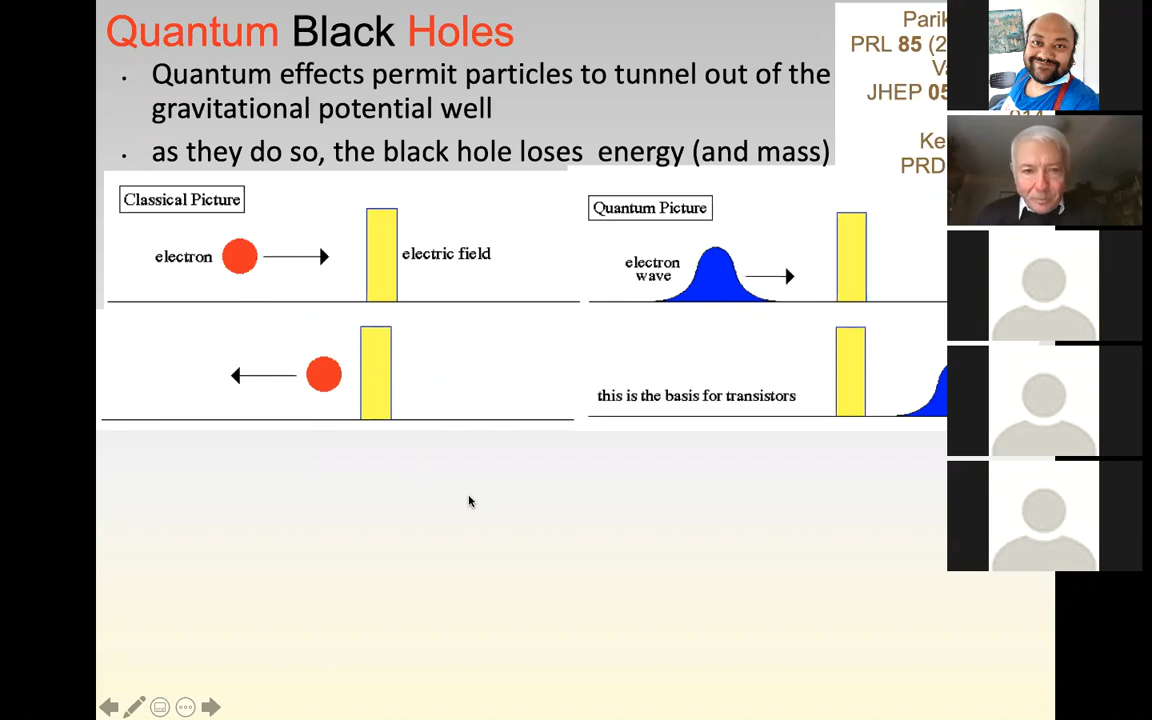 Quantum Black Holes
Quantum effects permit particles to tunnel out of the
gravitational potential well
as they do so, the black hole loses energy (and mass)
PRL 85 (2
JHEP 05
PRD
Classical Picture
electron
electric field
Quantum Picture
electron
wave
this is the basis for transistors